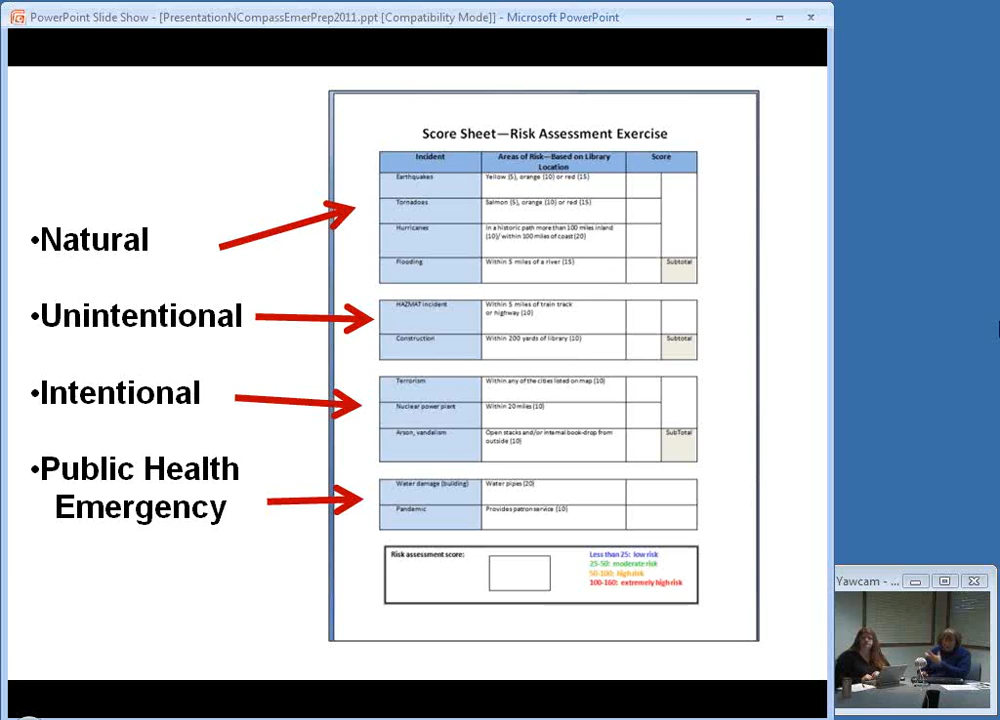 PowerPoint Slide Show - [PresentationNCompassEmerPrep2011.ppt [Compatibility Mode]] - Microsoft PowerPoint
Score Sheet—Risk Assessment Exercise
Incident
Areas of Risk—Based on Library
Location
Score
Earthquakes
Yellow (5), orange (10) or red (15)
Tornadoes
Salmon (5), orange (10) or red (15)
Hurricanes
In a historic path more than 100 miles inland
(10)/ within 100 miles of coast (20)
Flooding
Within 5 miles of a river (15)
Subtotal
HAZMAT incident
Within 5 miles of train track
or highway (10)
Construction
Within 200 yards of library (10)
Subtotal
Terrorism
Within any of the cities listed on map (10)
Nuclear power plant
Within 20 miles (10)
Arson, vandalism
Open stacks and/or internal book-drop from
outside (10)
SubTotal
Water damage (building)
Water pipes (20)
Pandemic
Provides patron service (10)
Risk assessment score:
Less than 25: low risk
25-50: moderate risk
50-100: high risk
100-160: extremely high risk
•Natural
•Unintentional
•Intentional
•Public Health
Emergency
Yawcam - ...